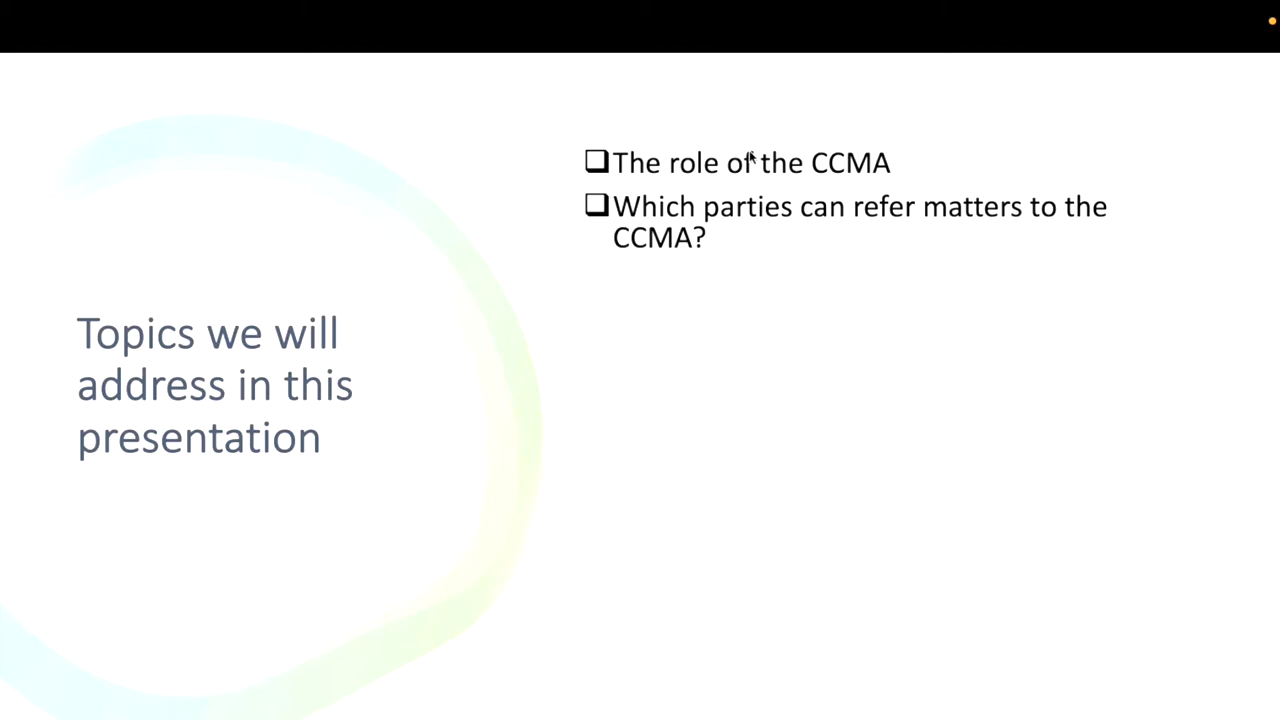 Topics we will
address in this
presentation
The role of the CCMA
Which parties can refer matters to the
CCMA?